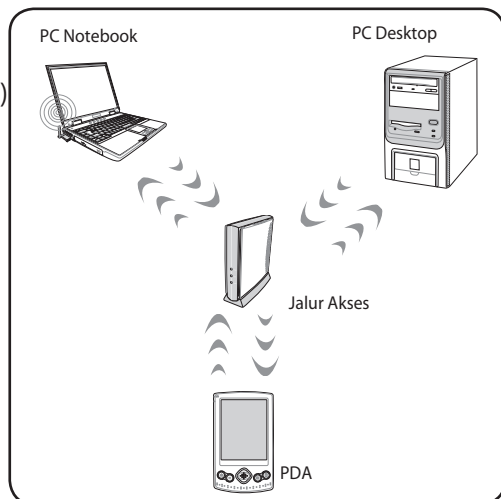 PC Notebook
PC Desktop
)
Jalur Akses
PDA